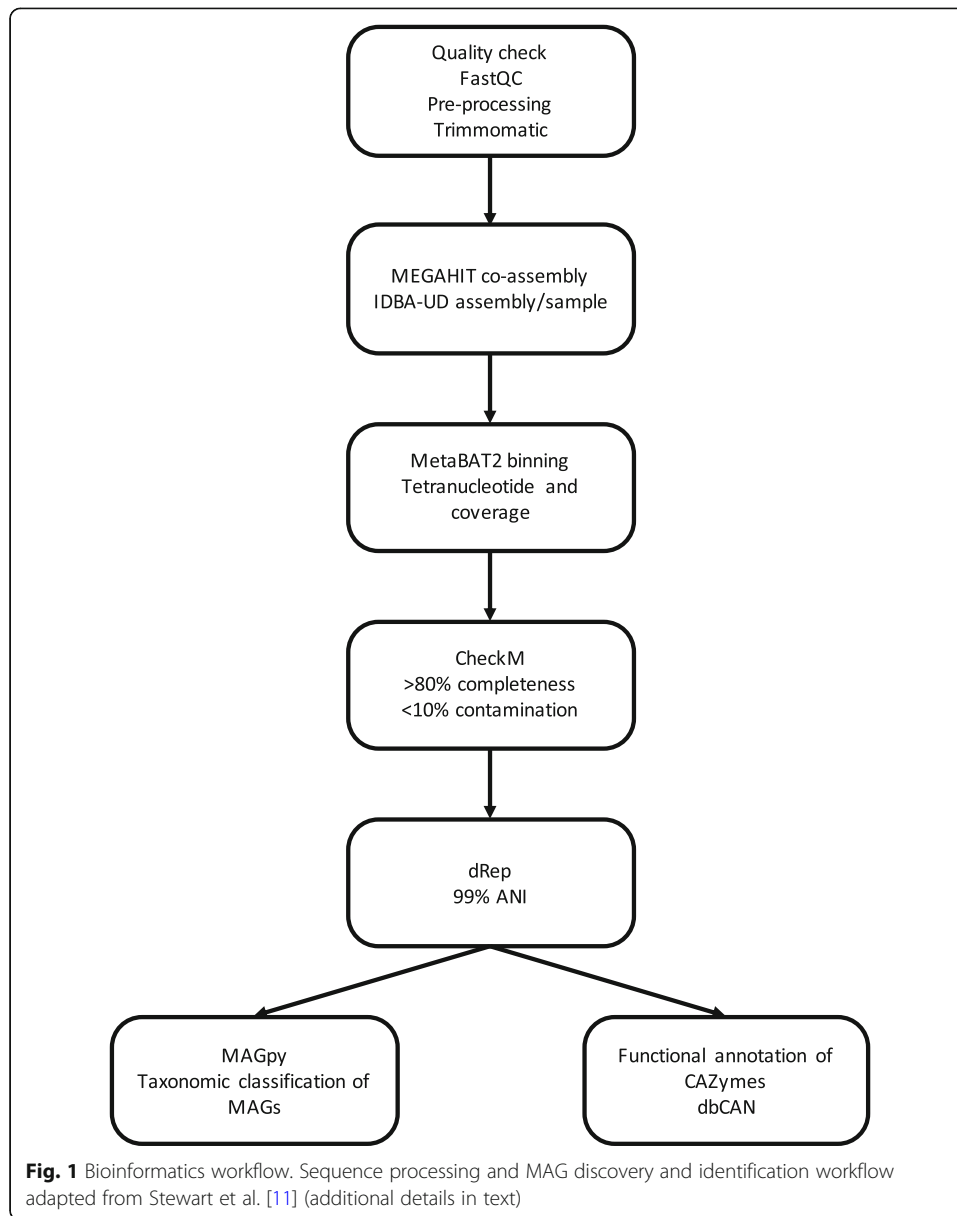 Quality check
FastQC
Pre-processing
Trimmomatic
MEGAHIT co-assembly
IDBA-UD assembly/sample
MetaBAT2 binning
Tetranucleotide and
coverage
CheckM
>80% completeness
<10% contamination
dRep
99% ANI
MAGpy
Taxonomic classification of
MAGs
Functional annotation of
CAZymes
dbCAN
Fig. 1 Bioinformatics workflow. Sequence processing and MAG discovery and identification workflow
adapted from Stewart et al. [11] (additional details in text)